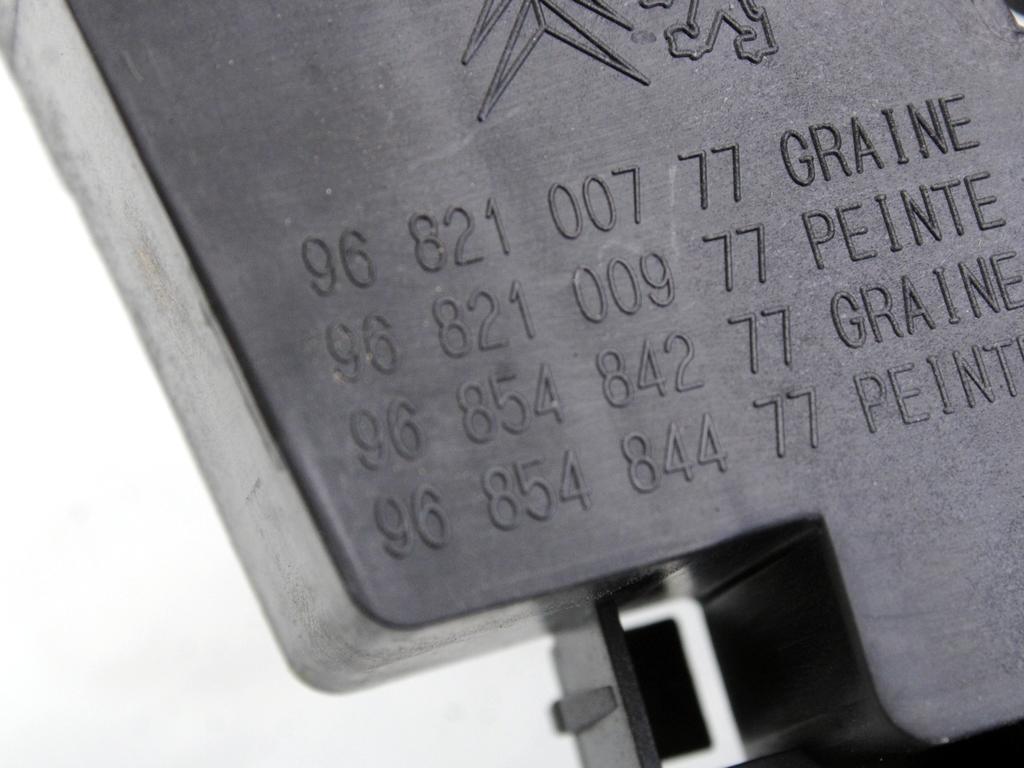 96 821 007 77 GRAINE
96 821 009 77 PEINTE
96 854 842 77 GRAINE
96 854 844 77 PEINTE